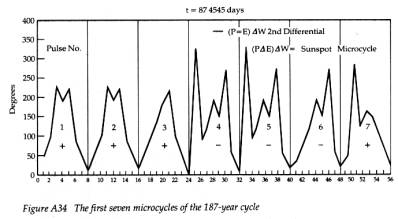 t = 87 4545 days
— (P=E) ΔW 2nd Differential
Pulse No.
(PΔE) ΔW= Sunspot Microcycle
400
350
300
250
200
150
100
50
0
Degrees
1 2 3 4 5 6 7
+ + + − − − +
0 2 4 6 8 10 12 14 16 18 20 22 24 26 28 30 32 34 36 38 40 42 44 46 48 50 52 54 56
Figure A34 The first seven microcycles of the 187-year cycle